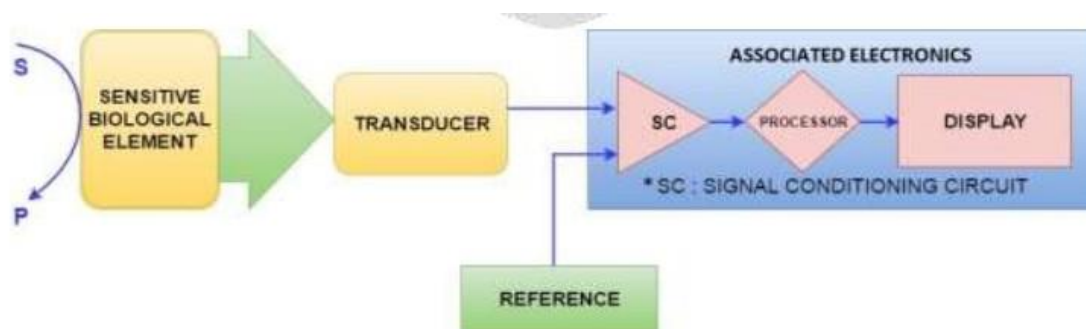 S
P
SENSITIVE
BIOLOGICAL
ELEMENT
TRANSDUCER
ASSOCIATED ELECTRONICS
SC
PROCESSOR
DISPLAY
* SC : SIGNAL CONDITIONING CIRCUIT
REFERENCE